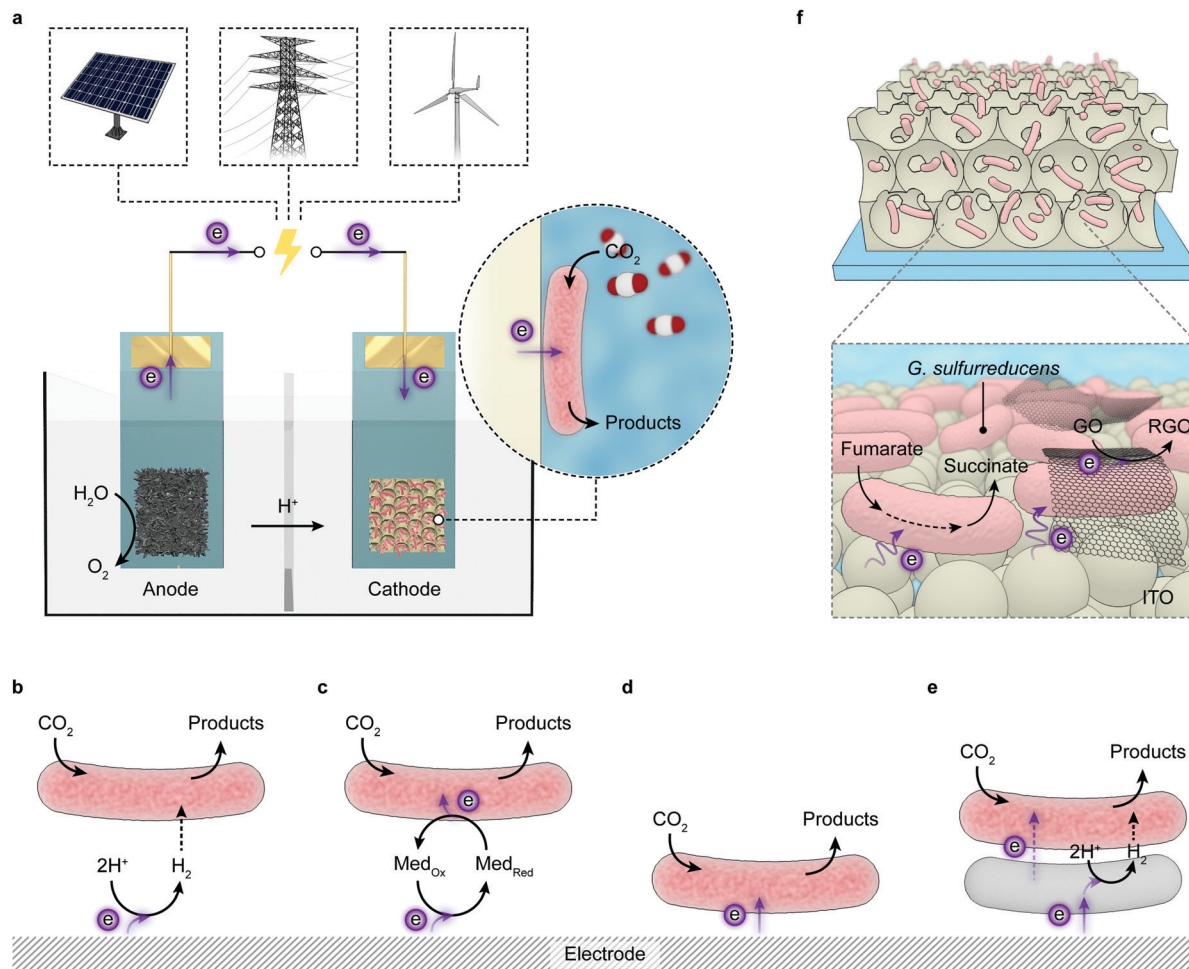 a
e
e
CO2
e
e
e
Products
H2O
H+
O2
Anode
Cathode
f
G. sulfurreducens
GO
RGO
Fumarate
e
Succinate
e
e
ITO
b
CO2
Products
2H+
H2
e
c
CO2
Products
e
MedOx
MedRed
e
d
CO2
Products
e
e
CO2
Products
e
2H+
H2
e
Electrode